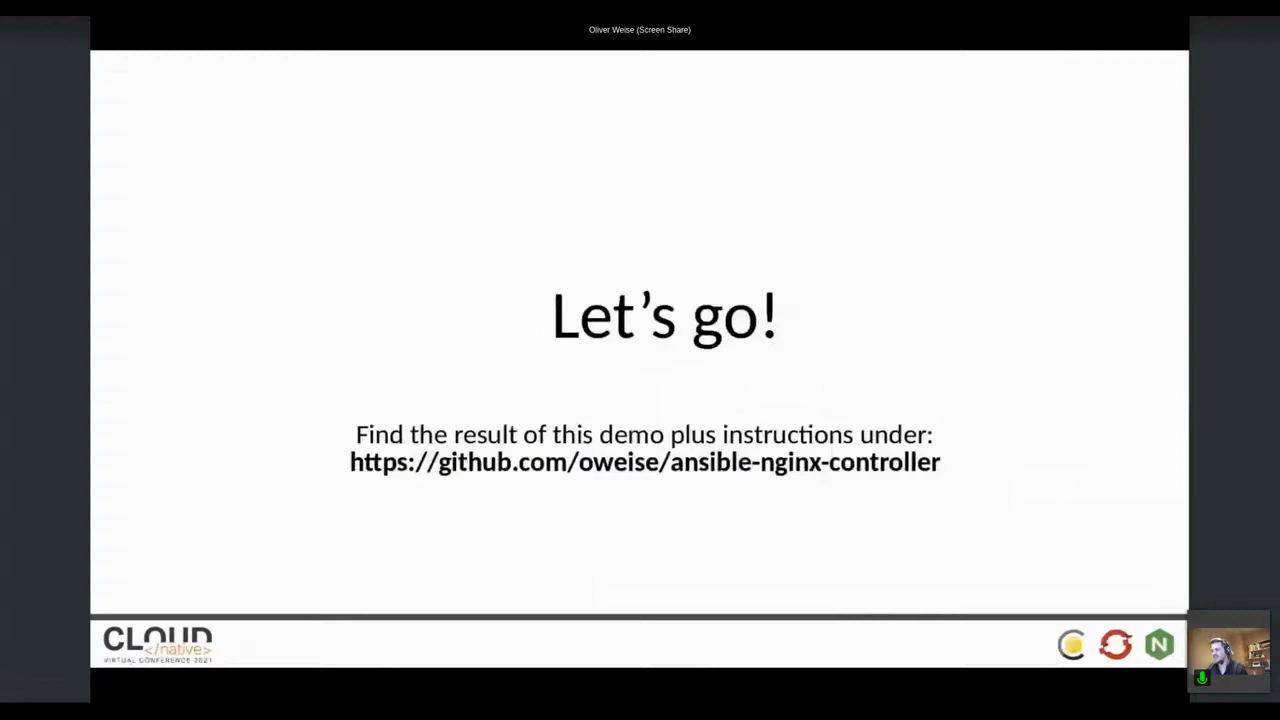 Oliver Weise (Screen Share)
Let’s go!
Find the result of this demo plus instructions under:
https://github.com/oweise/ansible-nginx-controller
CLOUD
</native>
VIRTUAL CONFERENCE 2021
N